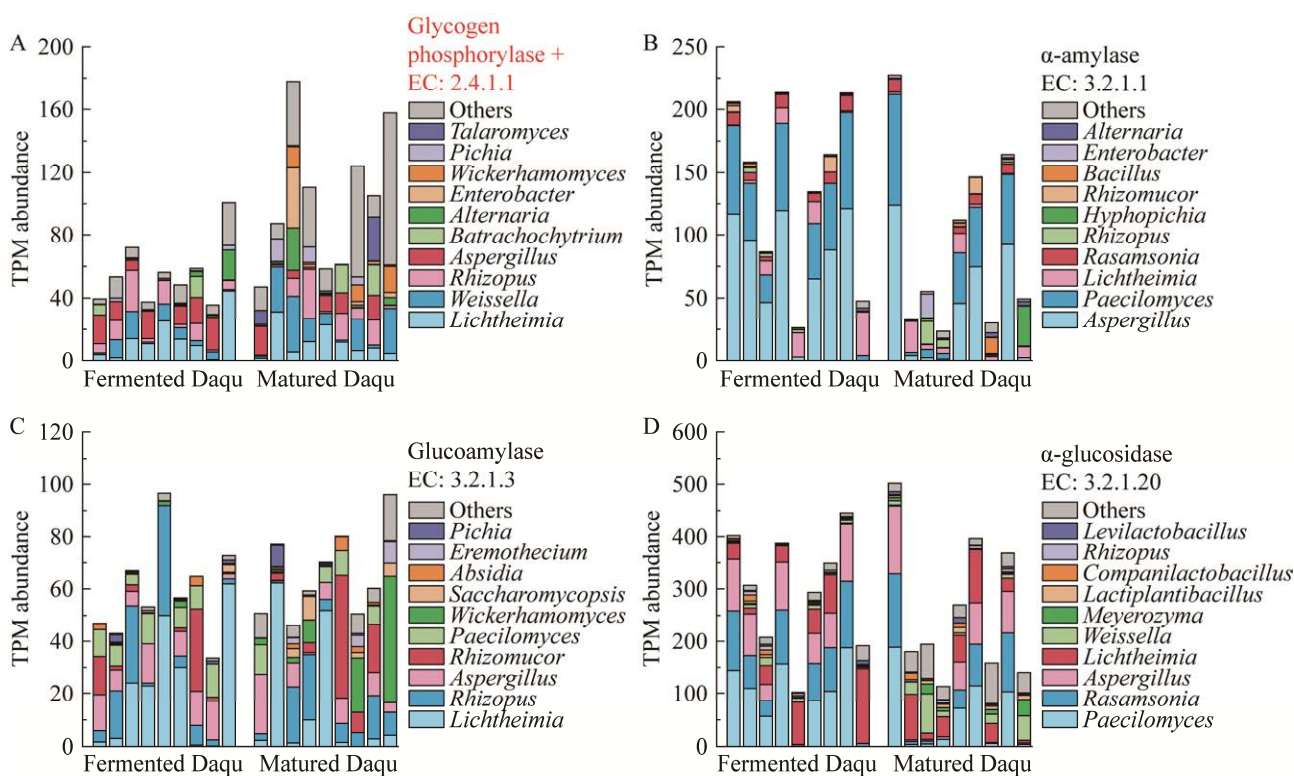 A
Glycogen
phosphorylase +
EC: 2.4.1.1
TPM abundance
200
160
120
80
40
0
Others
Talaromyces
Pichia
Wickerhamomyces
Enterobacter
Alternaria
Batrachochytrium
Aspergillus
Rhizopus
Weissella
Lichtheimia
Fermented Daqu
Matured Daqu
B
α-amylase
EC: 3.2.1.1
TPM abundance
250
200
150
100
50
0
Others
Alternaria
Enterobacter
Bacillus
Rhizomucor
Hyphopichia
Rhizopus
Rasamsonia
Lichtheimia
Paecilomyces
Aspergillus
Fermented Daqu
Matured Daqu
C
Glucoamylase
EC: 3.2.1.3
TPM abundance
120
100
80
60
40
20
0
Others
Pichia
Eremothecium
Absidia
Saccharomycopsis
Wickerhamomyces
Paecilomyces
Rhizomucor
Aspergillus
Rhizopus
Lichtheimia
Fermented Daqu
Matured Daqu
D
α-glucosidase
EC: 3.2.1.20
TPM abundance
600
500
400
300
200
100
0
Others
Levilactobacillus
Rhizopus
Companilactobacillus
Lactiplantibacillus
Meyerozyma
Weissella
Lichtheimia
Aspergillus
Rasamsonia
Paecilomyces
Fermented Daqu
Matured Daqu